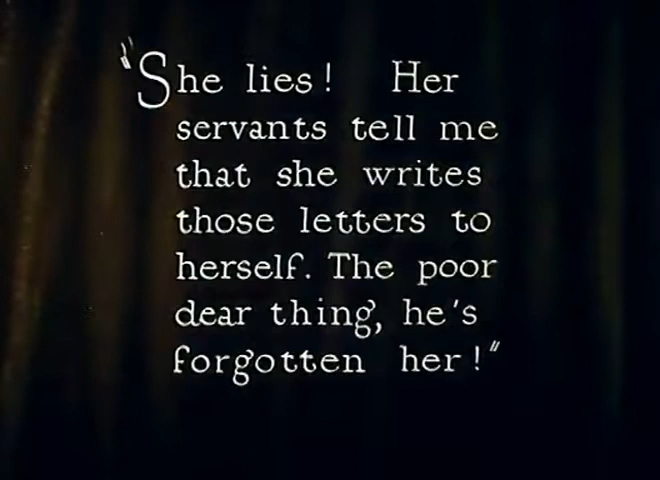 "She lies! Her
servants tell me
that she writes
those letters to
herself. The poor
dear thing, he's
forgotten her!"